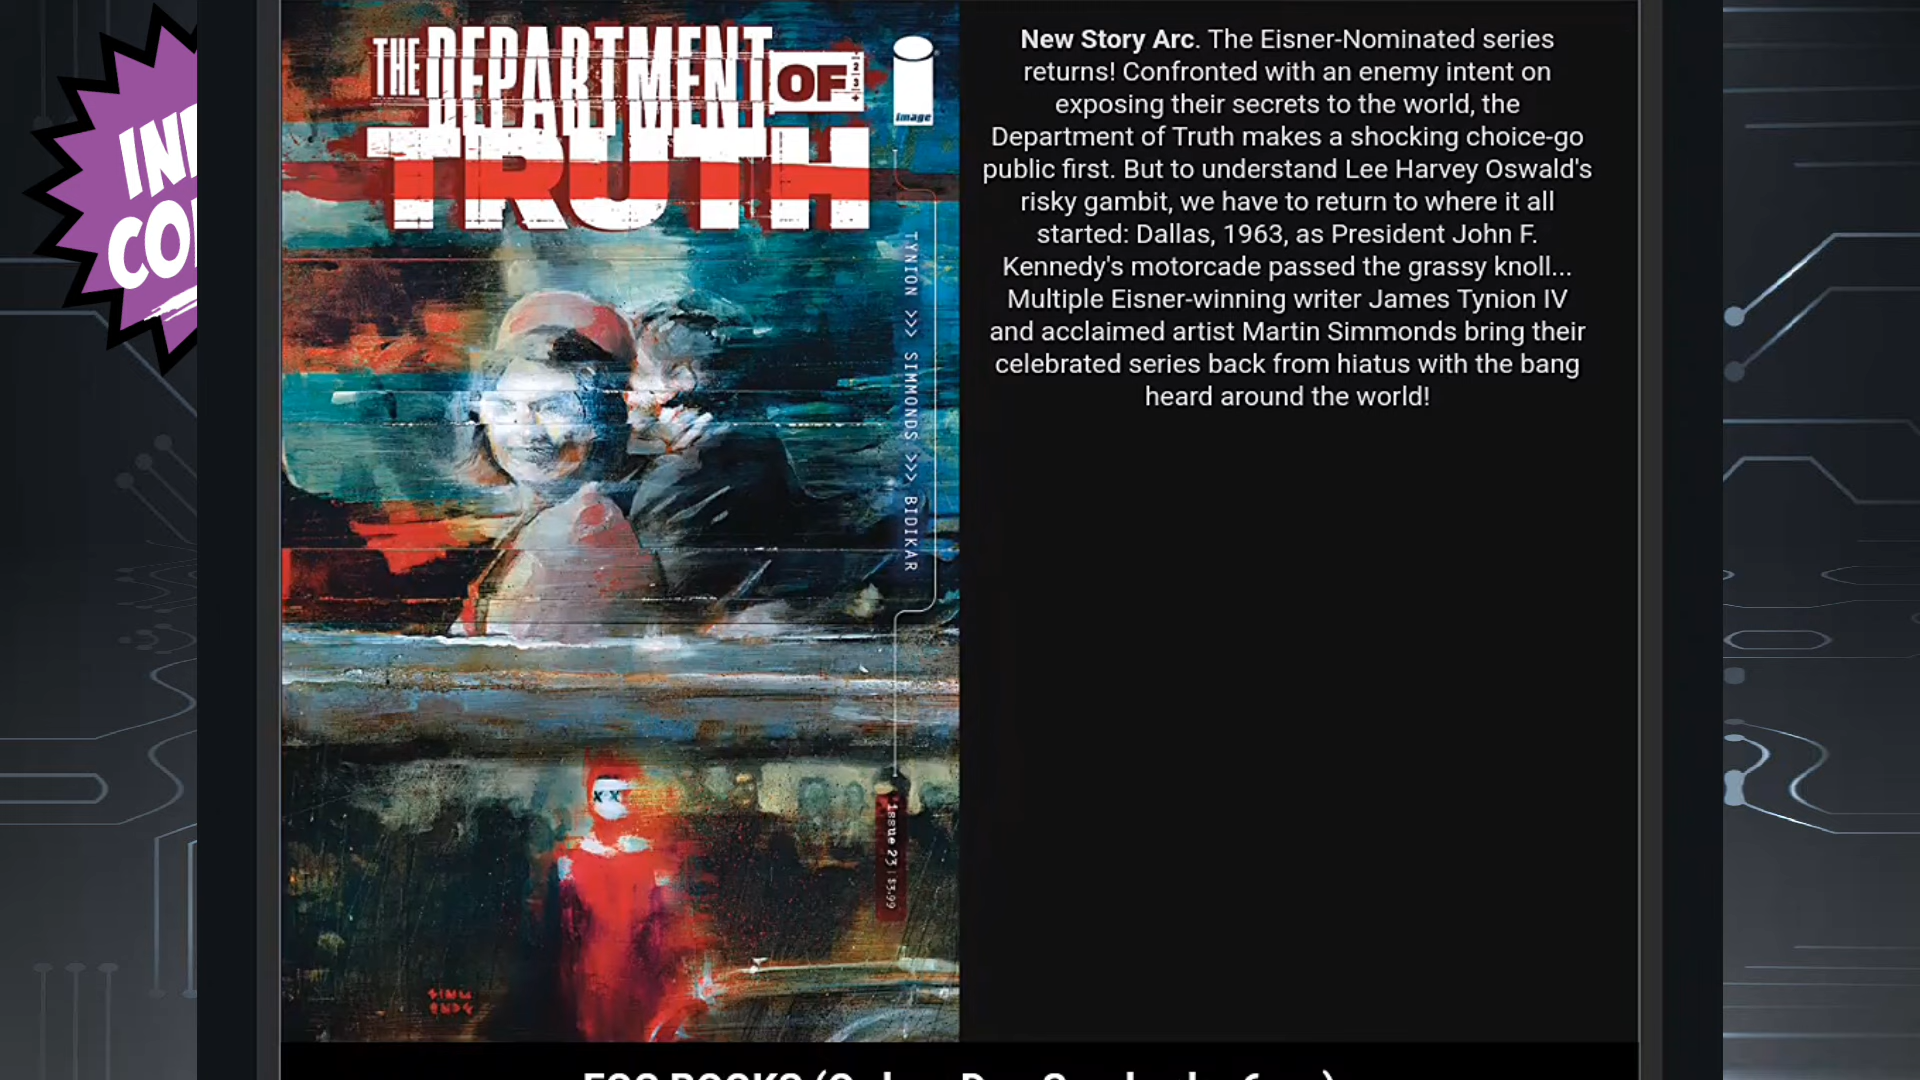 THE DEPARTMENT OF
TRUTH
image
TYNION >>> SIMMONDS >>> BIDIKAR
issue 23 | $3.99
SIMM
ONDS
New Story Arc. The Eisner-Nominated series
returns! Confronted with an enemy intent on
exposing their secrets to the world, the
Department of Truth makes a shocking choice-go
public first. But to understand Lee Harvey Oswald's
risky gambit, we have to return to where it all
started: Dallas, 1963, as President John F.
Kennedy's motorcade passed the grassy knoll...
Multiple Eisner-winning writer James Tynion IV
and acclaimed artist Martin Simmonds bring their
celebrated series back from hiatus with the bang
heard around the world!